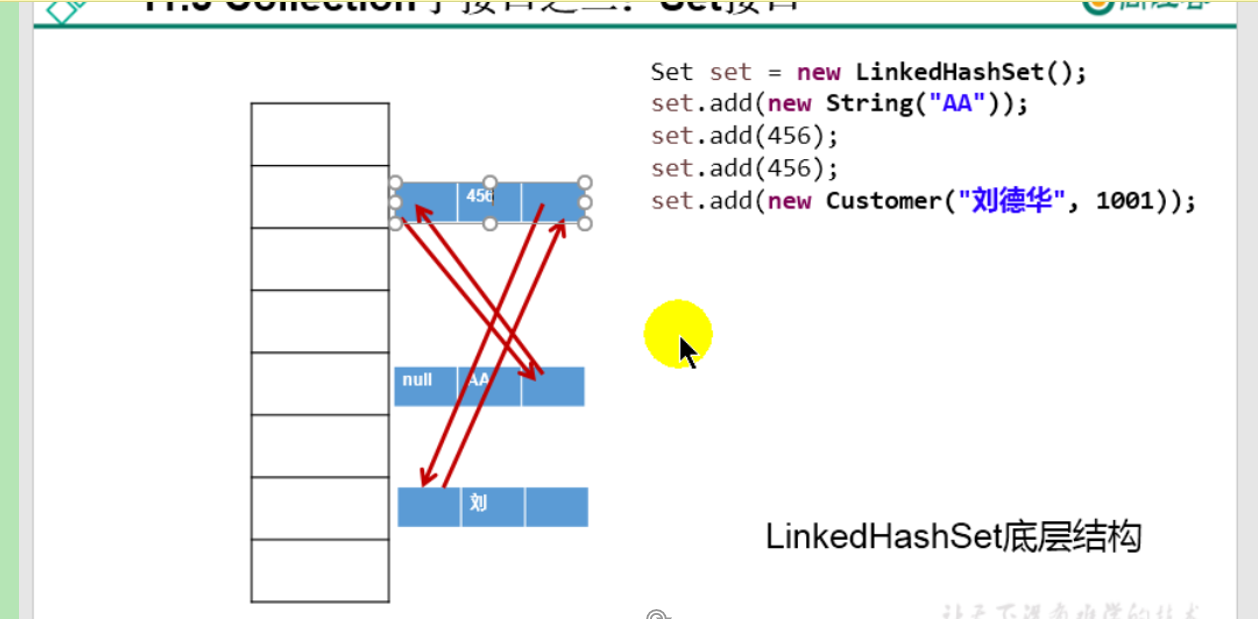 11.5 Collection子接口之二：Set接口
Set set = new LinkedHashSet();
set.add(new String("AA"));
set.add(456);
set.add(456);
set.add(new Customer("刘德华", 1001));
456
null AA
刘
LinkedHashSet底层结构